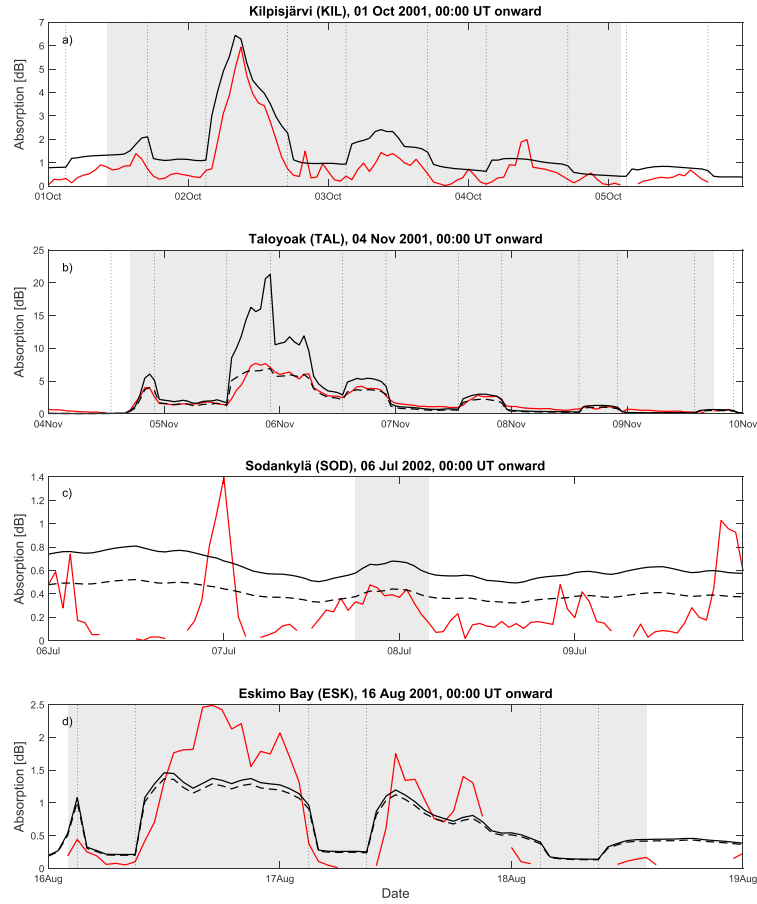 Kilpisjärvi (KIL), 01 Oct 2001, 00:00 UT onward
a)
Absorption [dB]
7
6
5
4
3
2
1
0
01Oct 02Oct 03Oct 04Oct 05Oct
Taloyoak (TAL), 04 Nov 2001, 00:00 UT onward
b)
Absorption [dB]
25
20
15
10
5
0
04Nov 05Nov 06Nov 07Nov 08Nov 09Nov 10Nov
Sodankylä (SOD), 06 Jul 2002, 00:00 UT onward
c)
Absorption [dB]
1.4
1.2
1
0.8
0.6
0.4
0.2
0
06Jul 07Jul 08Jul 09Jul
Eskimo Bay (ESK), 16 Aug 2001, 00:00 UT onward
d)
Absorption [dB]
2.5
2
1.5
1
0.5
0
16Aug 17Aug 18Aug 19Aug
Date